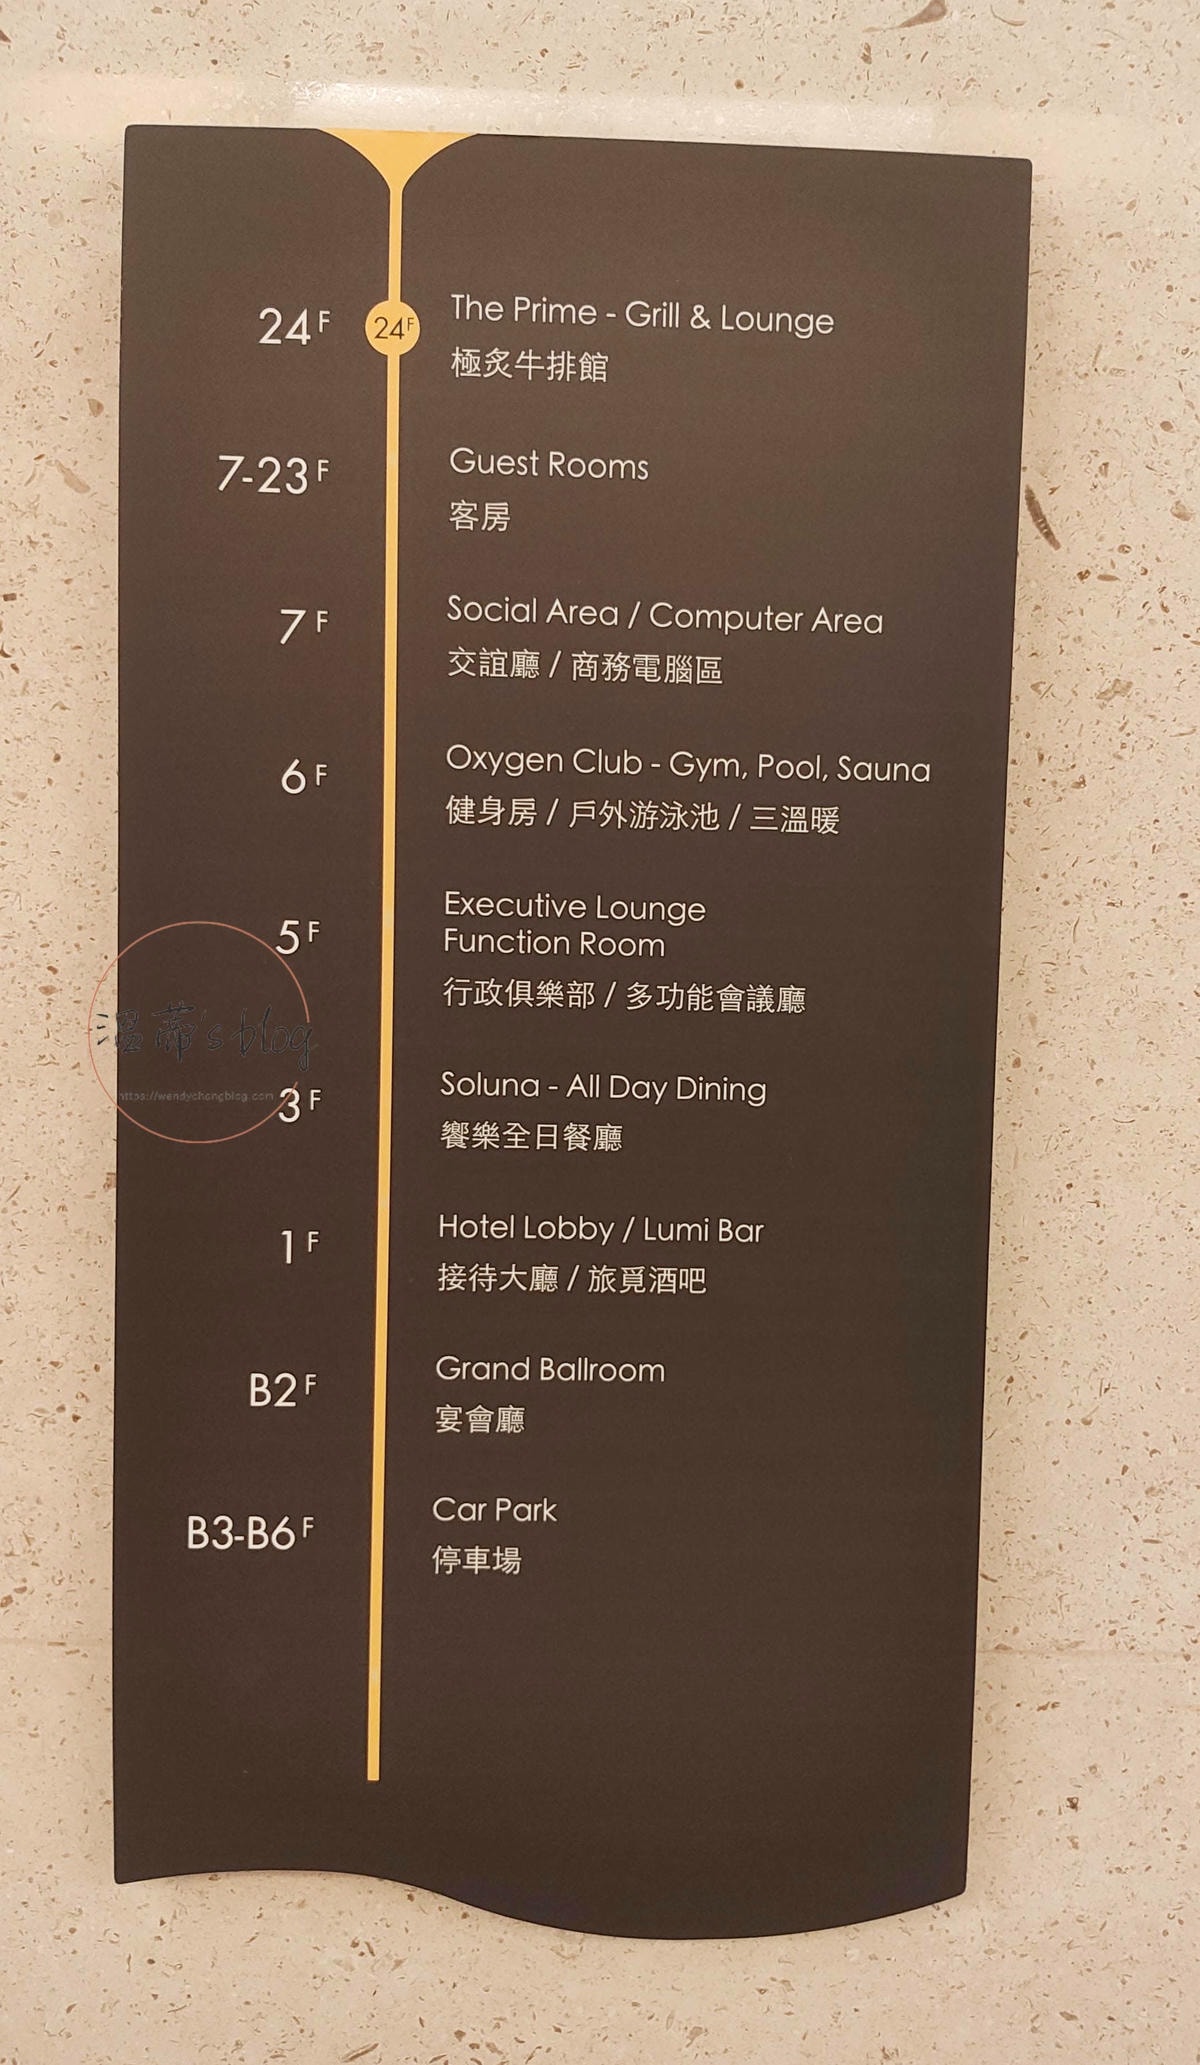 24F 24F The Prime - Grill & Lounge
極炙牛排館
7-23F Guest Rooms
客房
7F Social Area / Computer Area
交誼廳 / 商務電腦區
6F Oxygen Club - Gym, Pool, Sauna
健身房 / 戶外游泳池 / 三溫暖
Executive Lounge
5F Function Room
行政俱樂部 / 多功能會議廳
溫蒂's blog
https://wendychangblog.com
3F Soluna - All Day Dining
饗樂全日餐廳
1F Hotel Lobby / Lumi Bar
接待大廳 / 旅覓酒吧
B2F Grand Ballroom
宴會廳
B3-B6F Car Park
停車場